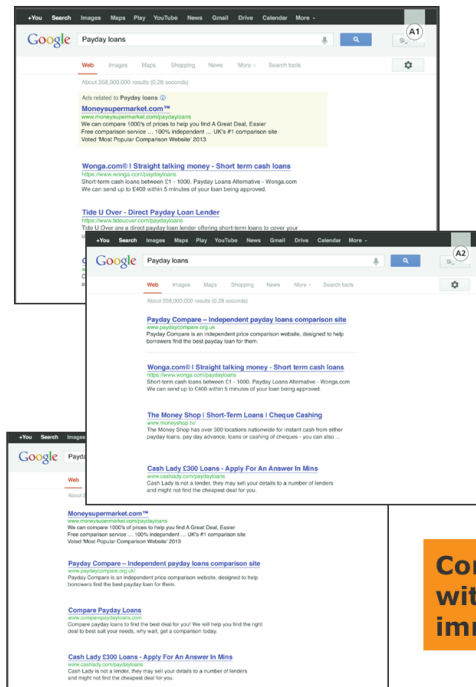 +You Search Images Maps Play YouTube News Gmail Drive Calendar More -
A1
Google Payday loans
Web Images Maps Shopping News More - Search tools
About 558,000,000 results (0.28 seconds)
Ads related to Payday loans
Moneysupermarket.com™
www.moneysupermarket.com/paydayloans
We can compare 1000's of prices to help you find A Great Deal, Easier
Free comparison service ... 100% independent ... UK's #1 comparison site
Voted 'Most Popular Comparison Website' 2013
Wonga.com© | Straight talking money - Short term cash loans
https://www.wonga.com/paydayloans
Short-term cash loans between £1 - 1000. Payday Loans Alternative - Wonga.com
We can send up to £400 within 5 minutes of your loan being approved.
Tide U Over - Direct Payday Loan Lender
https://www.tideuover.com/paydayloans
Tide U Over are a direct payday loan lender offering short term loans to cover your
+You Search Images Maps Play YouTube News Gmail Drive Calendar More -
A2
Google Payday loans
Web Images Maps Shopping News More - Search tools
About 558,000,000 results (0.28 seconds)
Payday Compare – Independent payday loans comparison site
www.paydaycompare.org.uk
Payday Compare is an independent price comparison website, designed to help
borrowers find the best payday loan for them.
Wonga.com© | Straight talking money - Short term cash loans
https://www.wonga.com/paydayloans
Short-term cash loans between £1 - 1000. Payday Loans Alternative - Wonga.com
We can send up to £400 within 5 minutes of your loan being approved.
The Money Shop | Short-Term Loans | Cheque Cashing
www.moneyshop.tv/
The Money Shop has over 300 locations nationwide for instant cash from either
payday loans, pay day advance, loans or cashing of cheques - you can also ...
Cash Lady £300 Loans - Apply For An Answer In Mins
www.cashlady.com/paydayloans
Cash Lady is not a lender, they may sell your details to a number of lenders
and might not find the cheapest deal for you.
+You Search Images
Google Payd
Web
About
Moneysupermarket.com™
www.moneysupermarket.com/paydayloans
We can compare 1000's of prices to help you find A Great Deal, Easier
Free comparison service ... 100% independent ... UK's #1 comparison site
Voted 'Most Popular Comparison Website' 2013
Payday Compare – Independent payday loans comparison site
www.paydaycompare.org.uk/
Payday Compare is an independent price comparison website, designed to help
borrowers find the best payday loan for them.
Compare Payday Loans
www.comparepaydayloans.com
Compare payday loans to find the best deal for you! We will help you find the right
deal to best suit your needs, why wait, get a comparison today.
Cash Lady £300 Loans - Apply For An Answer In Mins
www.cashlady.com/paydayloans
Cash Lady is not a lender, they may sell your details to a number of lenders
and might not find the cheapest deal for you.
Co
wit
imm